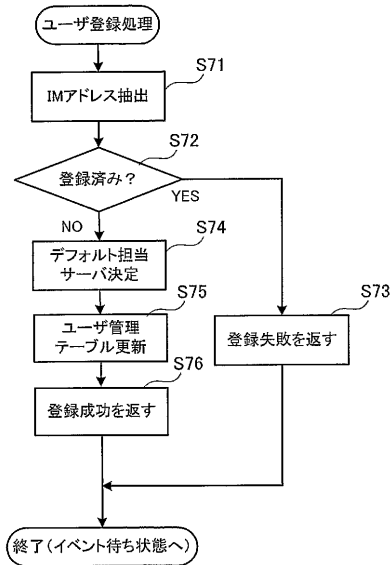 ユーザ登録処理
S71
IMアドレス抽出
S72
登録済み?
YES
NO
S74
デフォルト担当
サーバ決定
S75
ユーザ管理
テーブル更新
S73
登録失敗を返す
S76
登録成功を返す
終了(イベント待ち状態へ)